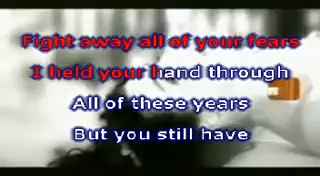 Fight away all of your fears
I held your hand through
All of these years
But you still have